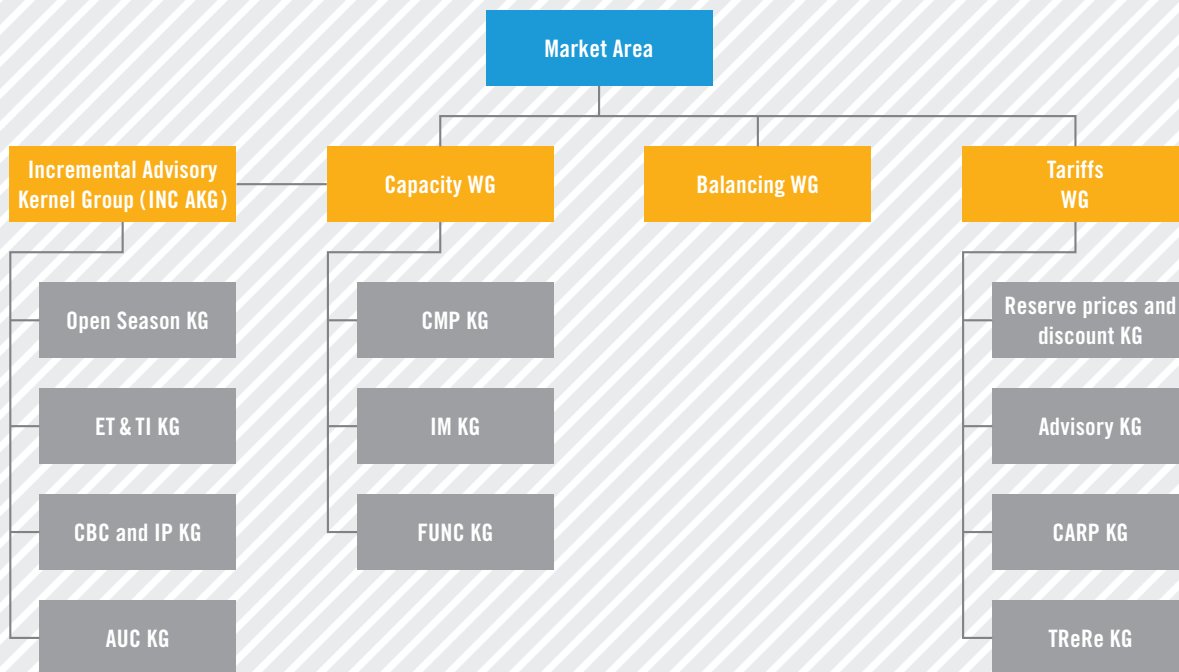 Market Area
Incremental Advisory
Kernel Group (INC AKG)
Capacity WG
Balancing WG
Tariffs
WG
Open Season KG
ET & TI KG
CBC and IP KG
AUC KG
CMP KG
IM KG
FUNC KG
Reserve prices and
discount KG
Advisory KG
CARP KG
TReRe KG